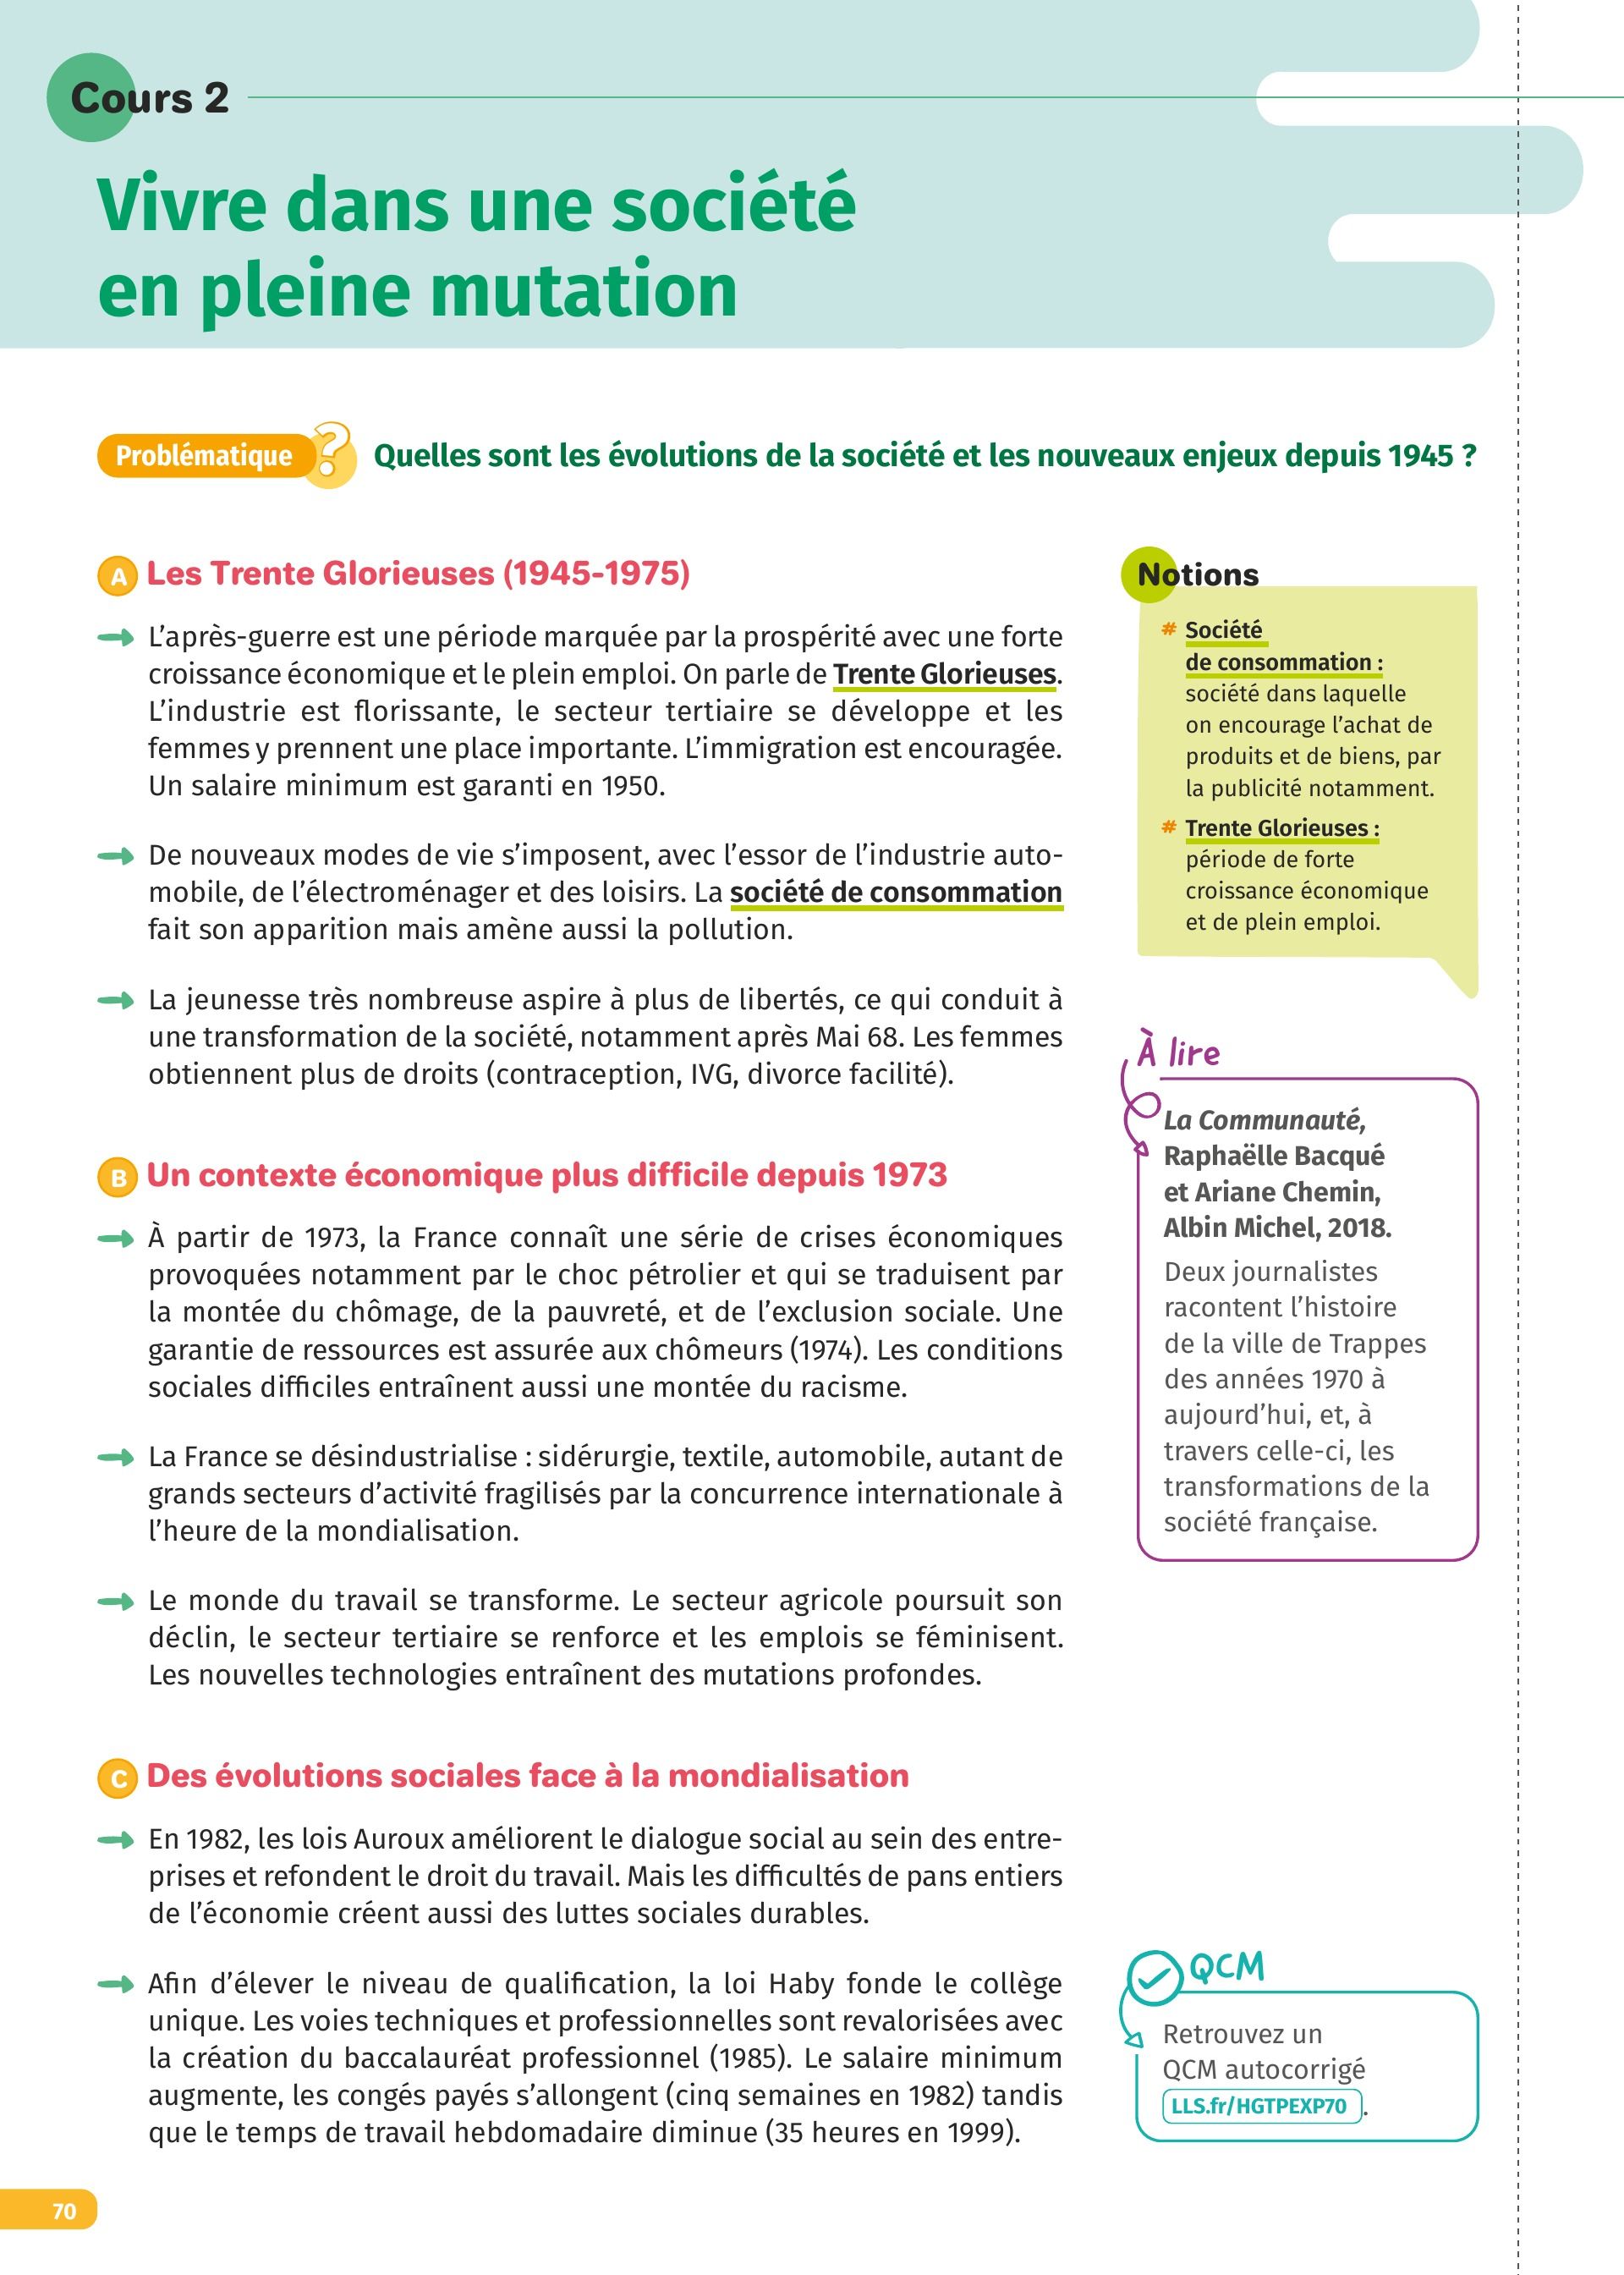 Cours 2
Vivre dans une société
en pleine mutation
Problématique ?
Quelles sont les évolutions de la société et les nouveaux enjeux depuis 1945 ?
A Les Trente Glorieuses (1945-1975)
L’après-guerre est une période marquée par la prospérité avec une forte
croissance économique et le plein emploi. On parle de Trente Glorieuses.
L’industrie est florissante, le secteur tertiaire se développe et les
femmes y prennent une place importante. L’immigration est encouragée.
Un salaire minimum est garanti en 1950.
De nouveaux modes de vie s’imposent, avec l’essor de l’industrie auto-
mobile, de l’électroménager et des loisirs. La société de consommation
fait son apparition mais amène aussi la pollution.
La jeunesse très nombreuse aspire à plus de libertés, ce qui conduit à
une transformation de la société, notamment après Mai 68. Les femmes
obtiennent plus de droits (contraception, IVG, divorce facilité).
B Un contexte économique plus difficile depuis 1973
À partir de 1973, la France connaît une série de crises économiques
provoquées notamment par le choc pétrolier et qui se traduisent par
la montée du chômage, de la pauvreté, et de l’exclusion sociale. Une
garantie de ressources est assurée aux chômeurs (1974). Les conditions
sociales difficiles entraînent aussi une montée du racisme.
La France se désindustrialise : sidérurgie, textile, automobile, autant de
grands secteurs d’activité fragilisés par la concurrence internationale à
l’heure de la mondialisation.
Le monde du travail se transforme. Le secteur agricole poursuit son
déclin, le secteur tertiaire se renforce et les emplois se féminisent.
Les nouvelles technologies entraînent des mutations profondes.
C Des évolutions sociales face à la mondialisation
En 1982, les lois Auroux améliorent le dialogue social au sein des entre-
prises et refondent le droit du travail. Mais les difficultés de pans entiers
de l’économie créent aussi des luttes sociales durables.
Afin d’élever le niveau de qualification, la loi Haby fonde le collège
unique. Les voies techniques et professionnelles sont revalorisées avec
la création du baccalauréat professionnel (1985). Le salaire minimum
augmente, les congés payés s’allongent (cinq semaines en 1982) tandis
que le temps de travail hebdomadaire diminue (35 heures en 1999).
Notions
# Société
de consommation :
société dans laquelle
on encourage l’achat de
produits et de biens, par
la publicité notamment.
# Trente Glorieuses :
période de forte
croissance économique
et de plein emploi.
À lire
La Communauté,
Raphaëlle Bacqué
et Ariane Chemin,
Albin Michel, 2018.
Deux journalistes
racontent l’histoire
de la ville de Trappes
des années 1970 à
aujourd’hui, et, à
travers celle-ci, les
transformations de la
société française.
QCM
Retrouvez un
QCM autocorrigé
LLS.fr/HGTPEXP70 .
70